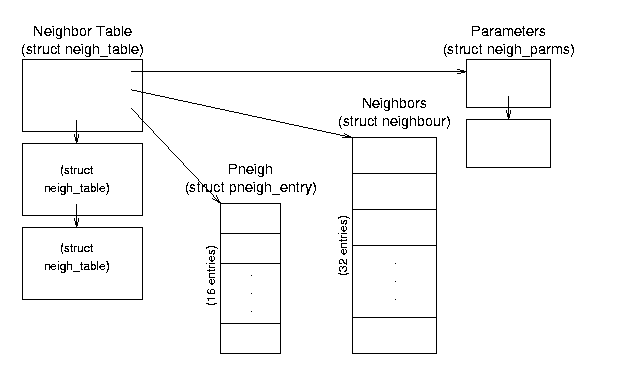 Neighbor Table
(struct neigh_table)
Parameters
(struct neigh_parms)
Neighbors
(struct neighbour)
Pneigh
(struct pneigh_entry)
(struct
neigh_table)
(struct
neigh_table)
(16 entries)
(32 entries)